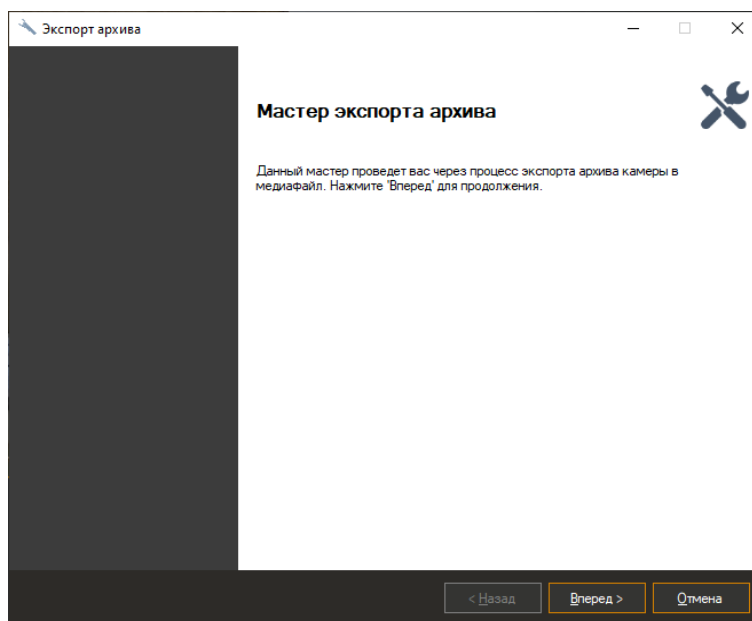 Экспорт архива
Мастер экспорта архива
Данный мастер проведет вас через процесс экспорта архива камеры в
медиафайл. Нажмите 'Вперед' для продолжения.
< Назад
Вперед >
Отмена